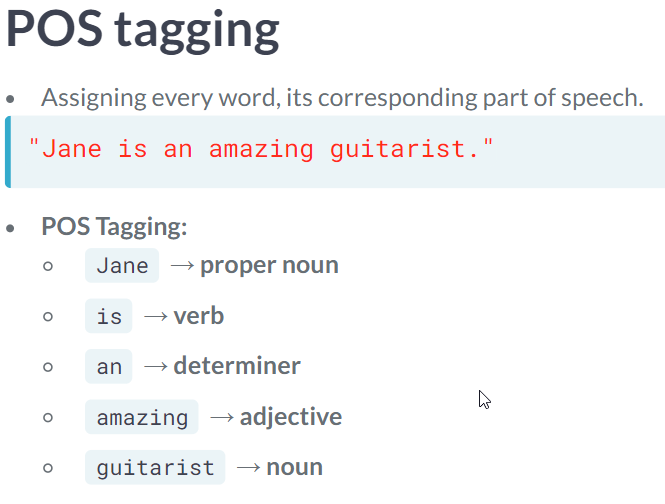 POS tagging
• Assigning every word, its corresponding part of speech.
"Jane is an amazing guitarist."
• POS Tagging:
○ Jane → proper noun
○ is → verb
○ an → determiner
○ amazing → adjective
○ guitarist → noun